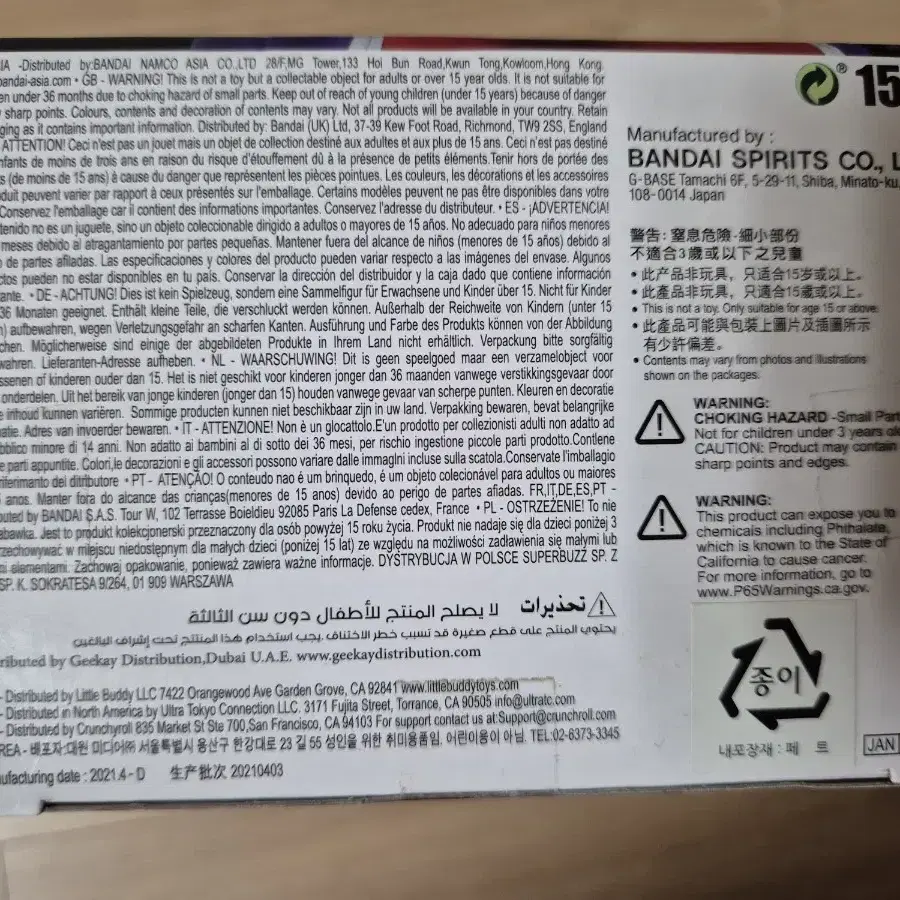 IA -Distributed by:BANDAI NAMCO ASIA CO.,LTD 28/F,MG Tower,133 Hoi Bun Road,Kwun Tong,Kowloom,Hong Kong.
bandai-asia.com • GB - WARNING! This is not a toy but a collectable object for adults or over 15 year olds. It is not suitable for
en under 36 months due to choking hazard of small parts. Keep out of reach of young children (under 15 years) because of danger
sharp points. Colours, contents and decoration of contents may vary. Not all products will be available in your country. Retain
ging as it contains important information. Distributed by: Bandai (UK) Ltd, 37-39 Kew Foot Road, Richmond, TW9 2SS, England
ATTENTION! Ceci n'est pas un jouet mais un objet de collection destiné aux adultes et aux plus de 15 ans. Ceci n'est pas destiné
nfants de moins de trois ans en raison du risque d'étouffement dû à la présence de petits éléments.Tenir hors de portée des
s (de moins de 15 ans) à cause du danger que représentent les pièces pointues. Les couleurs, les décorations et les accessoires
duit peuvent varier par rapport à ceux présentés sur l'emballage. Certains modèles peuvent ne pas être disponibles dans votre
Conservez l'emballage car il contient des informations importantes. Conservez l'adresse du distributeur. • ES - ¡ADVERTENCIA!
tenido no es un juguete, sino un objeto coleccionable dirigido a adultos o mayores de 15 años. No adecuado para niños menores
meses debido al atragantamiento por partes pequeñas. Mantener fuera del alcance de niños (menores de 15 años) debido al
o de partes afiladas. Las especificaciones y colores del producto pueden variar respecto a las imágenes del envase. Algunos
ctos pueden no estar disponibles en tu país. Conservar la dirección del distribuidor y la caja dado que contiene información
ante. • DE - ACHTUNG! Dies ist kein Spielzeug, sondern eine Sammelfigur für Erwachsene und Kinder über 15. Nicht für Kinder
36 Monaten geeignet. Enthält kleine Teile, die verschluckt werden können. Außerhalb der Reichweite von Kindern (unter 15
n) aufbewahren, wegen Verletzungsgefahr an scharfen Kanten. Ausführung und Farbe des Produkts können von der Abbildung
chen. Möglicherweise sind einige der abgebildeten Produkte in Ihrem Land nicht erhältlich. Verpackung bitte sorgfältig
wahren. Lieferanten-Adresse aufheben. • NL - WAARSCHUWING! Dit is geen speelgoed maar een verzamelobject voor
ssenen of kinderen ouder dan 15. Het is niet geschikt voor kinderen jonger dan 36 maanden vanwege verstikkingsgevaar door
onderdelen. Uit het bereik van jonge kinderen (jonger dan 15) houden vanwege gevaar van scherpe punten. Kleuren en decoratie
e inhoud kunnen variëren. Sommige producten kunnen niet beschikbaar zijn in uw land. Verpakking bewaren, bevat belangrijke
atie. Adres van invoerder bewaren. • IT - ATTENZIONE! Non è un giocattolo.E'un prodotto per collezionisti adulti non adatto ad
bblico minore di 14 anni. Non adatto ai bambini al di sotto dei 36 mesi, per rischio ingestione piccole parti prodotto.Contiene
e parti appuntite. Colori,le decorazioni e gli accessori possono variare dalle immagini incluse sulla scatola.Conservate l'imballagio
riferimanto del ditributore • PT - ATENÇÃO! O conteudo nao é um brinquedo, é um objeto colecionável para adultos ou maiores
anos. Manter fora do alcance das crianças(menores de 15 anos) devido ao perigo de partes afiadas. FR,IT,DE,ES,PT -
buted by BANDAI S.A.S. Tour W, 102 Terrasse Boieldieu 92085 Paris La Defense cedex, France • PL - OSTRZEŻENIE! To nie
abawka. Jest to produkt kolekcjonerski przeznaczony dla osób powyżej 15 roku życia. Produkt nie nadaje się dla dzieci poniżej 3
rzechowywać w miejscu niedostępnym dla małych dzieci (poniżej 15 lat) ze względu na możliwości zadławienia się małymi lub
mi elementami. Zachowaj opakowanie, ponieważ zawiera ważne informacje. DYSTRYBUCJA W POLSCE SUPERBUZZ SP. Z
SP. K. SOKRATESA 9/264, 01 909 WARSZAWA
تحذيرات لا يصلح المنتج للأطفال دون سن الثالثة
يحتوي المنتج على قطع صغيرة قد تسبب خطر الاختناق. يجب استخدام هذا المنتج تحت إشراف البالغين
ributed by Geekay Distribution,Dubai U.A.E. www.geekaydistribution.com
- Distributed by Little Buddy LLC 7422 Orangewood Ave Garden Grove, CA 92841 www.littlebuddytoys.com
- Distributed in North America by Ultra Tokyo Connection LLC. 3171 Fujita Street, Torrance, CA 90505 info@ultratc.com
- Distributed by Crunchyroll 835 Market St Ste 700,San Francisco, CA 94103 For support contact us at:Support@crunchroll.com
REA - 배포자:대원 미디어㈜ 서울특별시 용산구 한강대로 23 길 55 성인을 위한 취미용품임. 어린이용이 아님. TEL:02-6373-3345
nufacturing date : 2021.4-D 生产批次 20210403
® 15
Manufactured by :
BANDAI SPIRITS CO., L
G-BASE Tamachi 6F, 5-29-11, Shiba, Minato-ku,
108-0014 Japan
警告: 窒息危險-細小部份
不適合3歲或以下之兒童
• 此产品非玩具，只适合15岁或以上。
• 此產品非玩具，只適合15歲或以上。
• This is not a toy. Only suitable for age 15 or above.
• 此產品可能與包裝上圖片及插圖所示
有少許偏差。
• Contents may vary from photos and illustrations
shown on the packages.
WARNING:
CHOKING HAZARD -Small Part
Not for children under 3 years old
CAUTION: Product may contain
sharp points and edges.
WARNING:
This product can expose you to
chemicals including Phthalate,
which is known to the State of
California to cause cancer.
For more information, go to
www.P65Warnings.ca.gov.
종이
내포장재 : 페 트
JAN